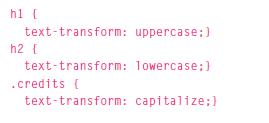 h1 {
  text-transform: uppercase;}
h2 {
  text-transform: lowercase;}
.credits {
  text-transform: capitalize;}